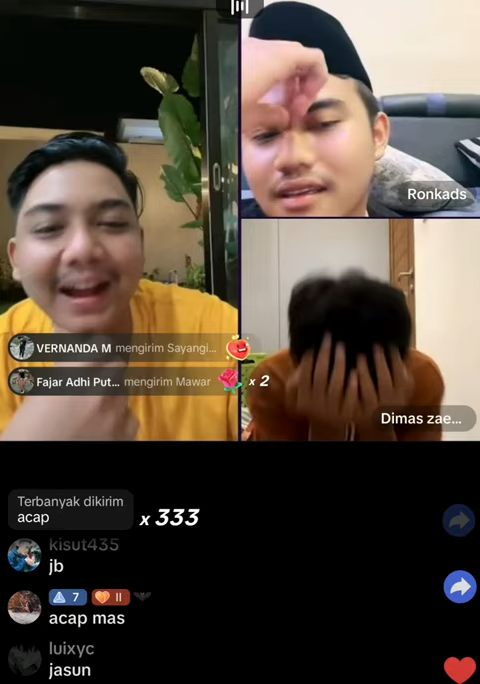 Ronkads
VERNANDA M mengirim Sayangi...
Fajar Adhi Put... mengirim Mawar x 2
Dimas zae...
Terbanyak dikirim
acap
x 333
kisut435
jb
7 II
acap mas
luixyc
jasun